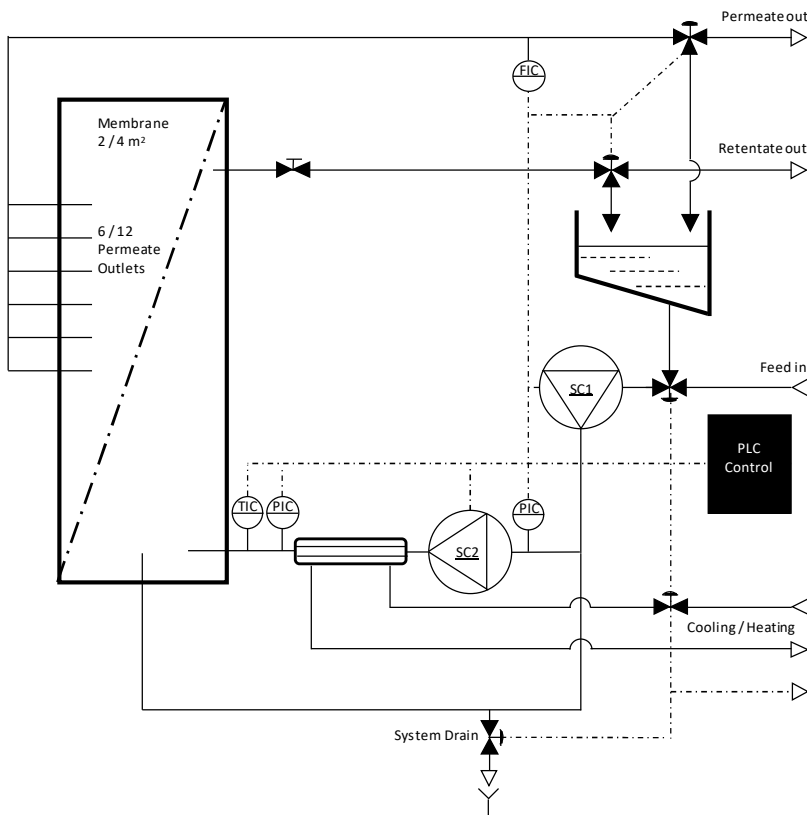 Permeate out
FIC
Membrane
2 / 4 m²
Retentate out
6 / 12
Permeate
Outlets
SC1
Feed in
PLC
Control
TIC
PIC
PIC
SC2
Cooling / Heating
System Drain